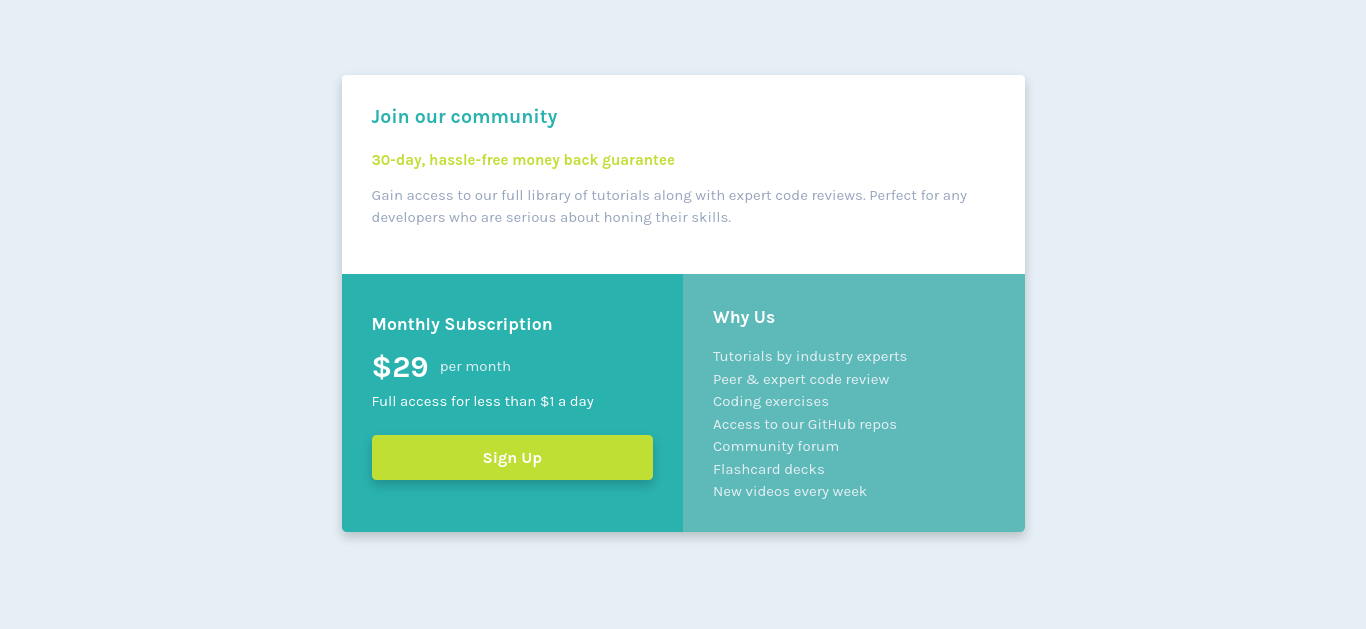 Join our community
30-day, hassle-free money back guarantee
Gain access to our full library of tutorials along with expert code reviews. Perfect for any
developers who are serious about honing their skills.
Monthly Subscription
$29 per month
Full access for less than $1 a day
Sign Up
Why Us
Tutorials by industry experts
Peer & expert code review
Coding exercises
Access to our GitHub repos
Community forum
Flashcard decks
New videos every week